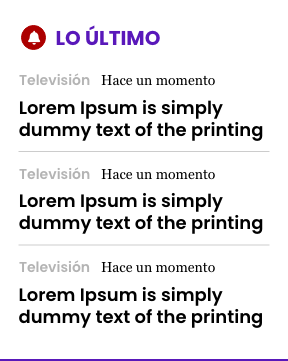 LO ÚLTIMO
Televisión Hace un momento
Lorem Ipsum is simply
dummy text of the printing
Televisión Hace un momento
Lorem Ipsum is simply
dummy text of the printing
Televisión Hace un momento
Lorem Ipsum is simply
dummy text of the printing